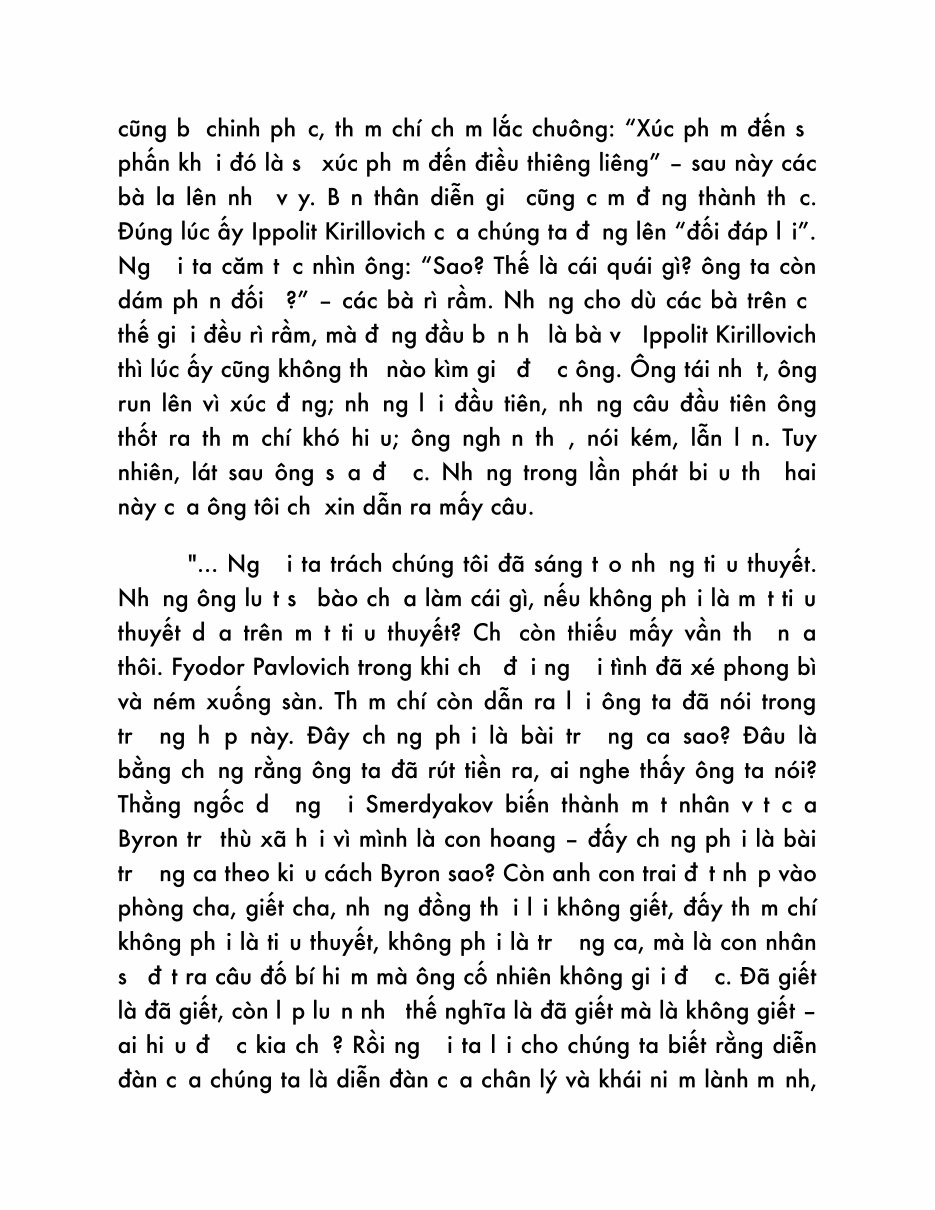 cũng b chinh ph c, th m chí ch m lắc chuông: “Xúc ph m đến s
phấn kh i đó là s xúc ph m đến điều thiêng liêng” – sau này các
bà la lên nh v y. B n thân diễn gi cũng c m đ ng thành th c.
Đúng lúc ấy Ippolit Kirillovich c a chúng ta đ ng lên “đối đáp l i”.
Ng i ta căm t c nhìn ông: “Sao? Thế là cái quái gì? ông ta còn
dám ph n đối ?” – các bà rì rầm. Nh ng cho dù các bà trên c
thế gi i đều rì rầm, mà đ ng đầu b n h là bà v Ippolit Kirillovich
thì lúc ấy cũng không th nào kìm gi đ c ông. Ông tái nh t, ông
run lên vì xúc đ ng; nh ng l i đầu tiên, nh ng câu đầu tiên ông
thốt ra th m chí khó hi u; ông ngh n th , nói kém, lẫn l n. Tuy
nhiên, lát sau ông s a đ c. Nh ng trong lần phát bi u th hai
này c a ông tôi ch xin dẫn ra mấy câu.
"... Ng i ta trách chúng tôi đã sáng t o nh ng ti u thuyết.
Nh ng ông lu t s bào ch a làm cái gì, nếu không ph i là m t ti u
thuyết d a trên m t ti u thuyết? Ch còn thiếu mấy vần th n a
thôi. Fyodor Pavlovich trong khi ch đ i ng i tình đã xé phong bì
và ném xuống sàn. Th m chí còn dẫn ra l i ông ta đã nói trong
tr ng h p này. Đây ch ng ph i là bài tr ng ca sao? Đâu là
bằng ch ng rằng ông ta đã rút tiền ra, ai nghe thấy ông ta nói?
Thằng ngốc d ng i Smerdyakov biến thành m t nhân v t c a
Byron tr thù xã h i vì mình là con hoang – đấy ch ng ph i là bài
tr ng ca theo ki u cách Byron sao? Còn anh con trai đ t nh p vào
phòng cha, giết cha, nh ng đồng th i l i không giết, đấy th m chí
không ph i là ti u thuyết, không ph i là tr ng ca, mà là con nhân
s đ t ra câu đố bí hi m mà ông cố nhiên không gi i đ c. Đã giết
là đã giết, còn l p lu n nh thế nghĩa là đã giết mà là không giết –
ai hi u đ c kia ch ? Rồi ng i ta l i cho chúng ta biết rằng diễn
đàn c a chúng ta là diễn đàn c a chân lý và khái ni m lành m nh,